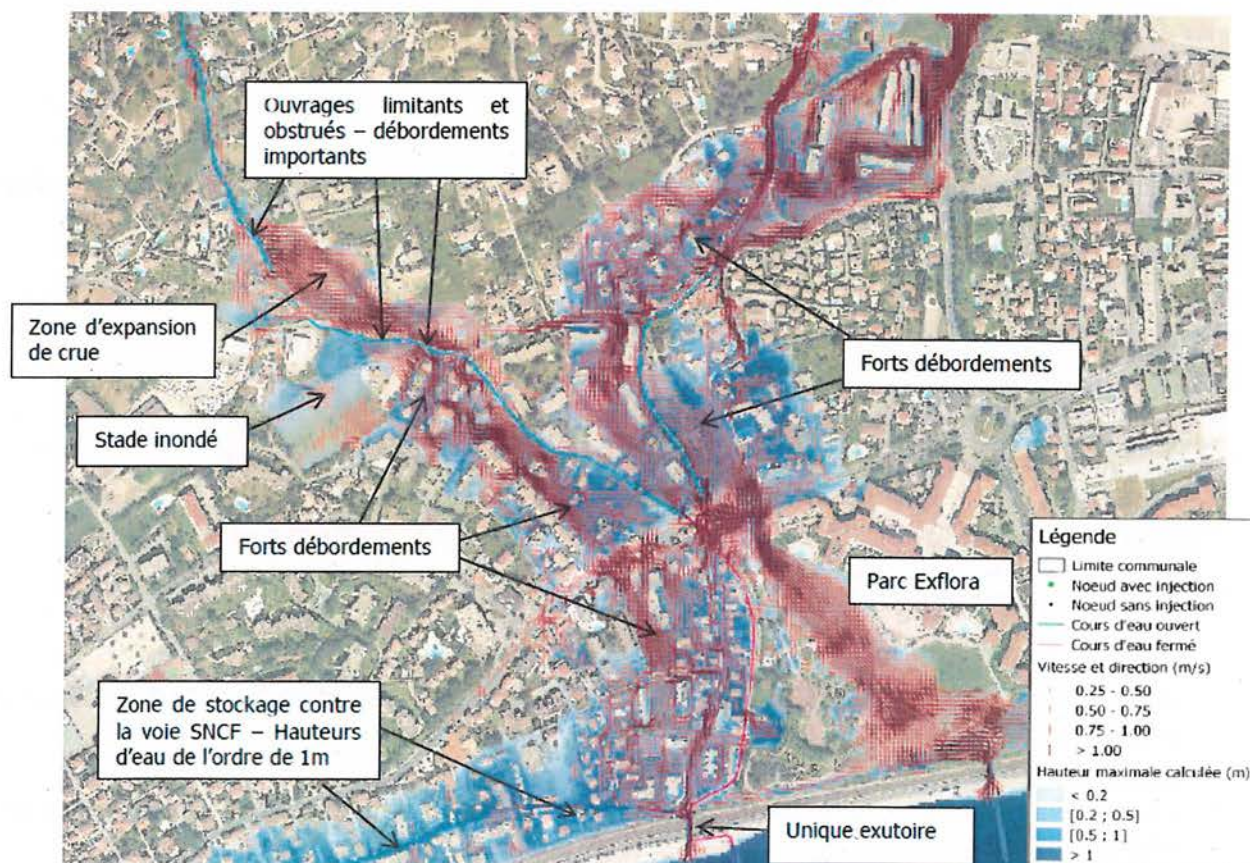 Ouvrages limitants et
obstrués – débordements
importants
Zone d'expansion
de crue
Forts débordements
Stade inondé
Forts débordements
Parc Exflora
Zone de stockage contre
la voie SNCF – Hauteurs
d'eau de l'ordre de 1m
Unique exutoire
Légende
Limite communale
Noeud avec injection
Noeud sans injection
Cours d'eau ouvert
Cours d'eau fermé
Vitesse et direction (m/s)
0.25 - 0.50
0.50 - 0.75
0.75 - 1.00
> 1.00
Hauteur maximale calculée (m)
< 0.2
[0.2 ; 0.5]
[0.5 ; 1]
> 1